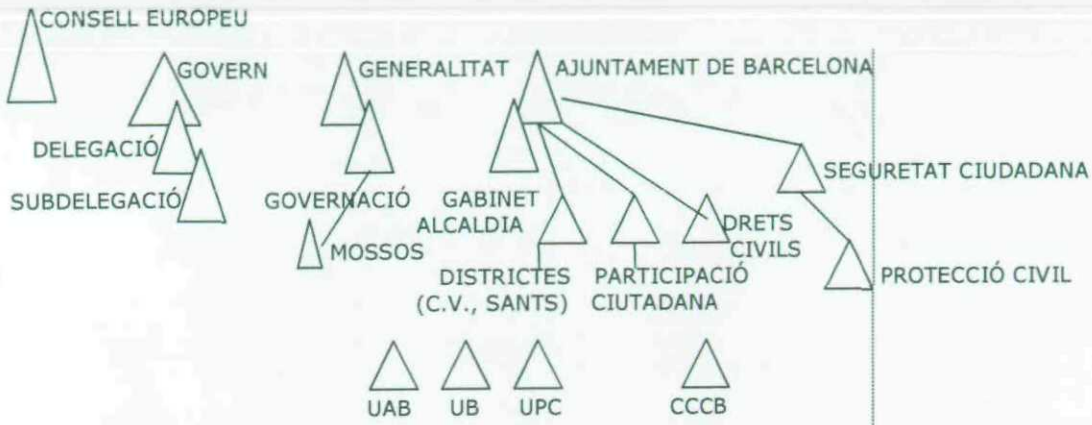 CONSELL EUROPEU
GOVERN
GENERALITAT
AJUNTAMENT DE BARCELONA
DELEGACIÓ
SUBDELEGACIÓ
GOVERNACIÓ
MOSSOS
GABINET
ALCALDIA
SEGURETAT CIUDADANA
DRETS
CIVILS
DISTRICTES
(C.V., SANTS)
PARTICIPACIÓ
CIUTADANA
PROTECCIÓ CIVIL
UAB
UB
UPC
CCCB